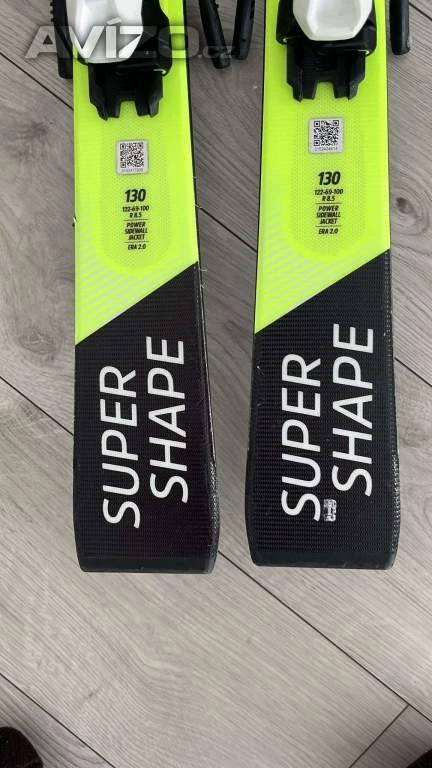 AVÍZO.cz
130
122-69-100
R 8.5
POWER
SIDEWALL
JACKET
ERA 2.0
SUPER
SHAPE
130
122-69-100
R 8.5
POWER
SIDEWALL
JACKET
ERA 2.0
SUPER
SHAPE